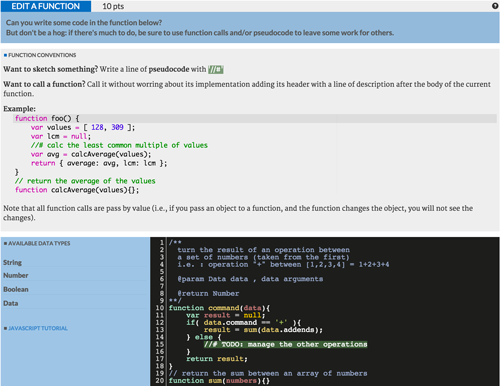 EDIT A FUNCTION 10 pts
Can you write some code in the function below?
But don't be a hog: if there's much to do, be sure to use function calls and/or pseudocode to leave some work for others.
FUNCTION CONVENTIONS
Want to sketch something? Write a line of pseudocode with //#
Want to call a function? Call it without worring about its implementation adding its header with a line of description after the body of the current
function.
Example:
function foo() {
var values = [ 128, 309 ];
var lcm = null;
//# calc the least common multiple of values
var avg = calcAverage(values);
return { average: avg, lcm: lcm };
}
// return the average of the values
function calcAverage(values){};
Note that all function calls are pass by value (i.e., if you pass an object to a function, and the function changes the object, you will not see the
changes).
AVAILABLE DATA TYPES
String
Number
Boolean
Data
JAVASCRIPT TUTORIAL
1 /**
2 turn the result of an operation between
3 a set of numbers (taken from the first)
4 i.e. : operation "+" between [1,2,3,4] = 1+2+3+4
5
6 @param Data data , data arguments
7
8 @return Number
9 **/
10 function command(data){
11 var result = null;
12 if( data.command == '+' ){
13 result = sum(data.addends);
14 } else {
15 //# TODO: manage the other operations
16 }
17 return result;
18 }
19 // return the sum between an array of numbers
20 function sum(numbers){}